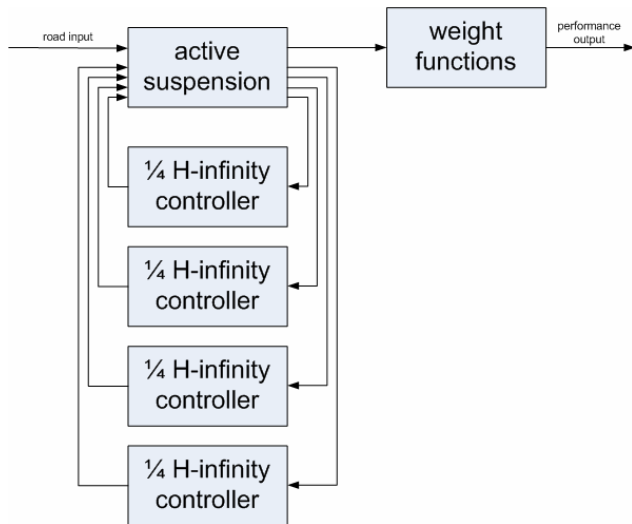 road input
active
suspension
weight
functions
performance
output
¼ H-infinity
controller
¼ H-infinity
controller
¼ H-infinity
controller
¼ H-infinity
controller